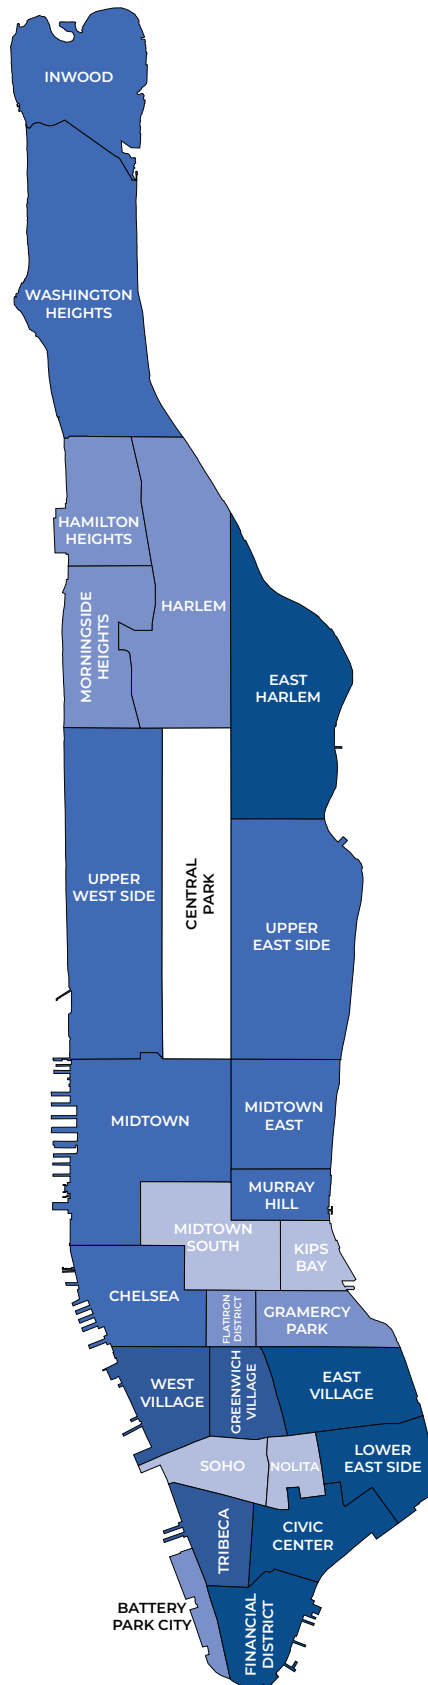 INWOOD
WASHINGTON
HEIGHTS
HAMILTON
HEIGHTS
HARLEM
MORNINGSIDE
HEIGHTS
EAST
HARLEM
UPPER
WEST SIDE
CENTRAL
PARK
UPPER
EAST SIDE
MIDTOWN
MIDTOWN
EAST
MURRAY
HILL
MIDTOWN
SOUTH
KIPS
BAY
CHELSEA
FLATIRON
DISTRICT
GRAMERCY
PARK
WEST
VILLAGE
GREENWICH
VILLAGE
EAST
VILLAGE
SOHO
NOLITA
LOWER
EAST SIDE
TRIBECA
CIVIC
CENTER
BATTERY
PARK CITY
FINANCIAL
DISTRICT